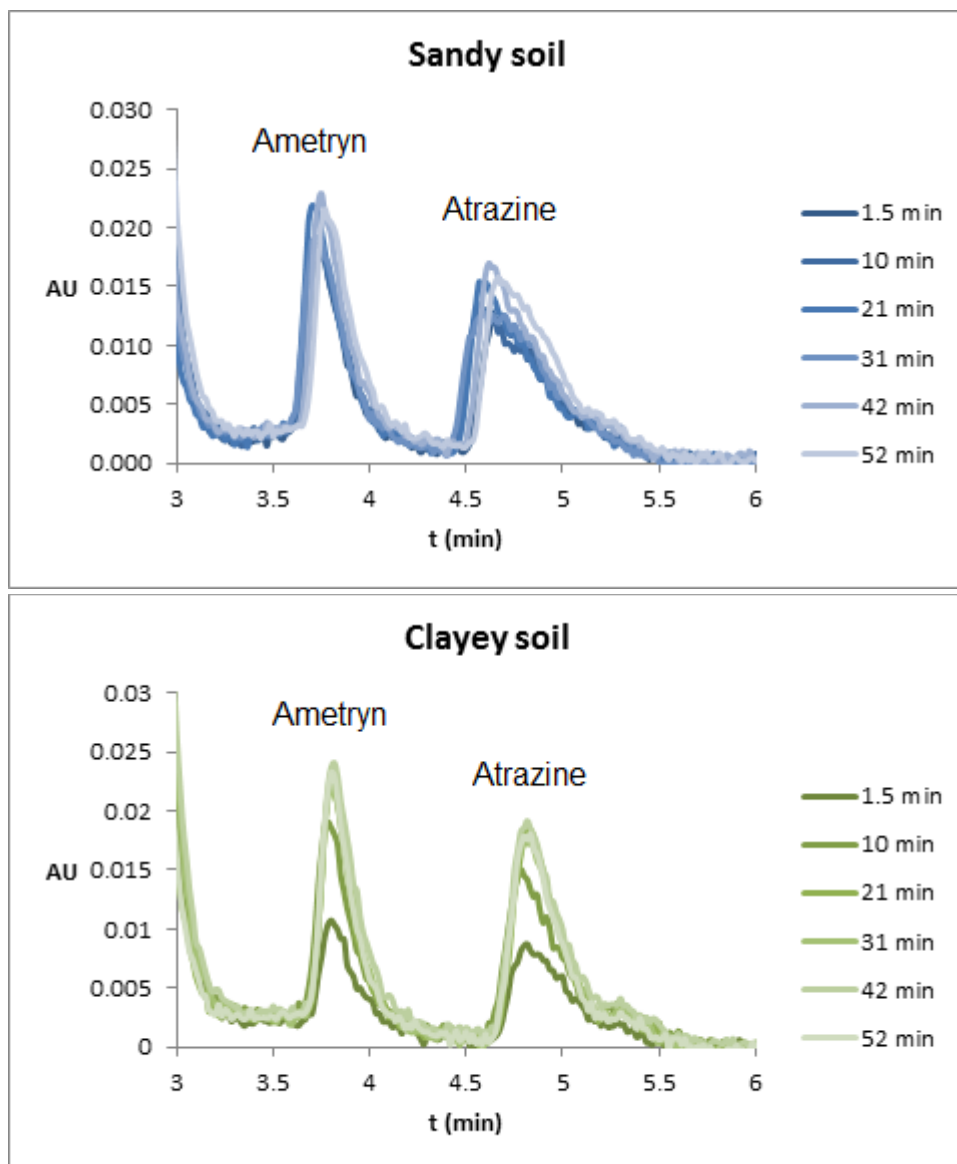 Sandy soil
0.030
0.025
0.020
0.015
0.010
0.005
0.000
AU
Ametryn
Atrazine
3 3.5 4 4.5 5 5.5 6
t (min)
1.5 min
10 min
21 min
31 min
42 min
52 min
Clayey soil
0.03
0.025
0.02
0.015
0.01
0.005
0
AU
Ametryn
Atrazine
3 3.5 4 4.5 5 5.5 6
t (min)
1.5 min
10 min
21 min
31 min
42 min
52 min